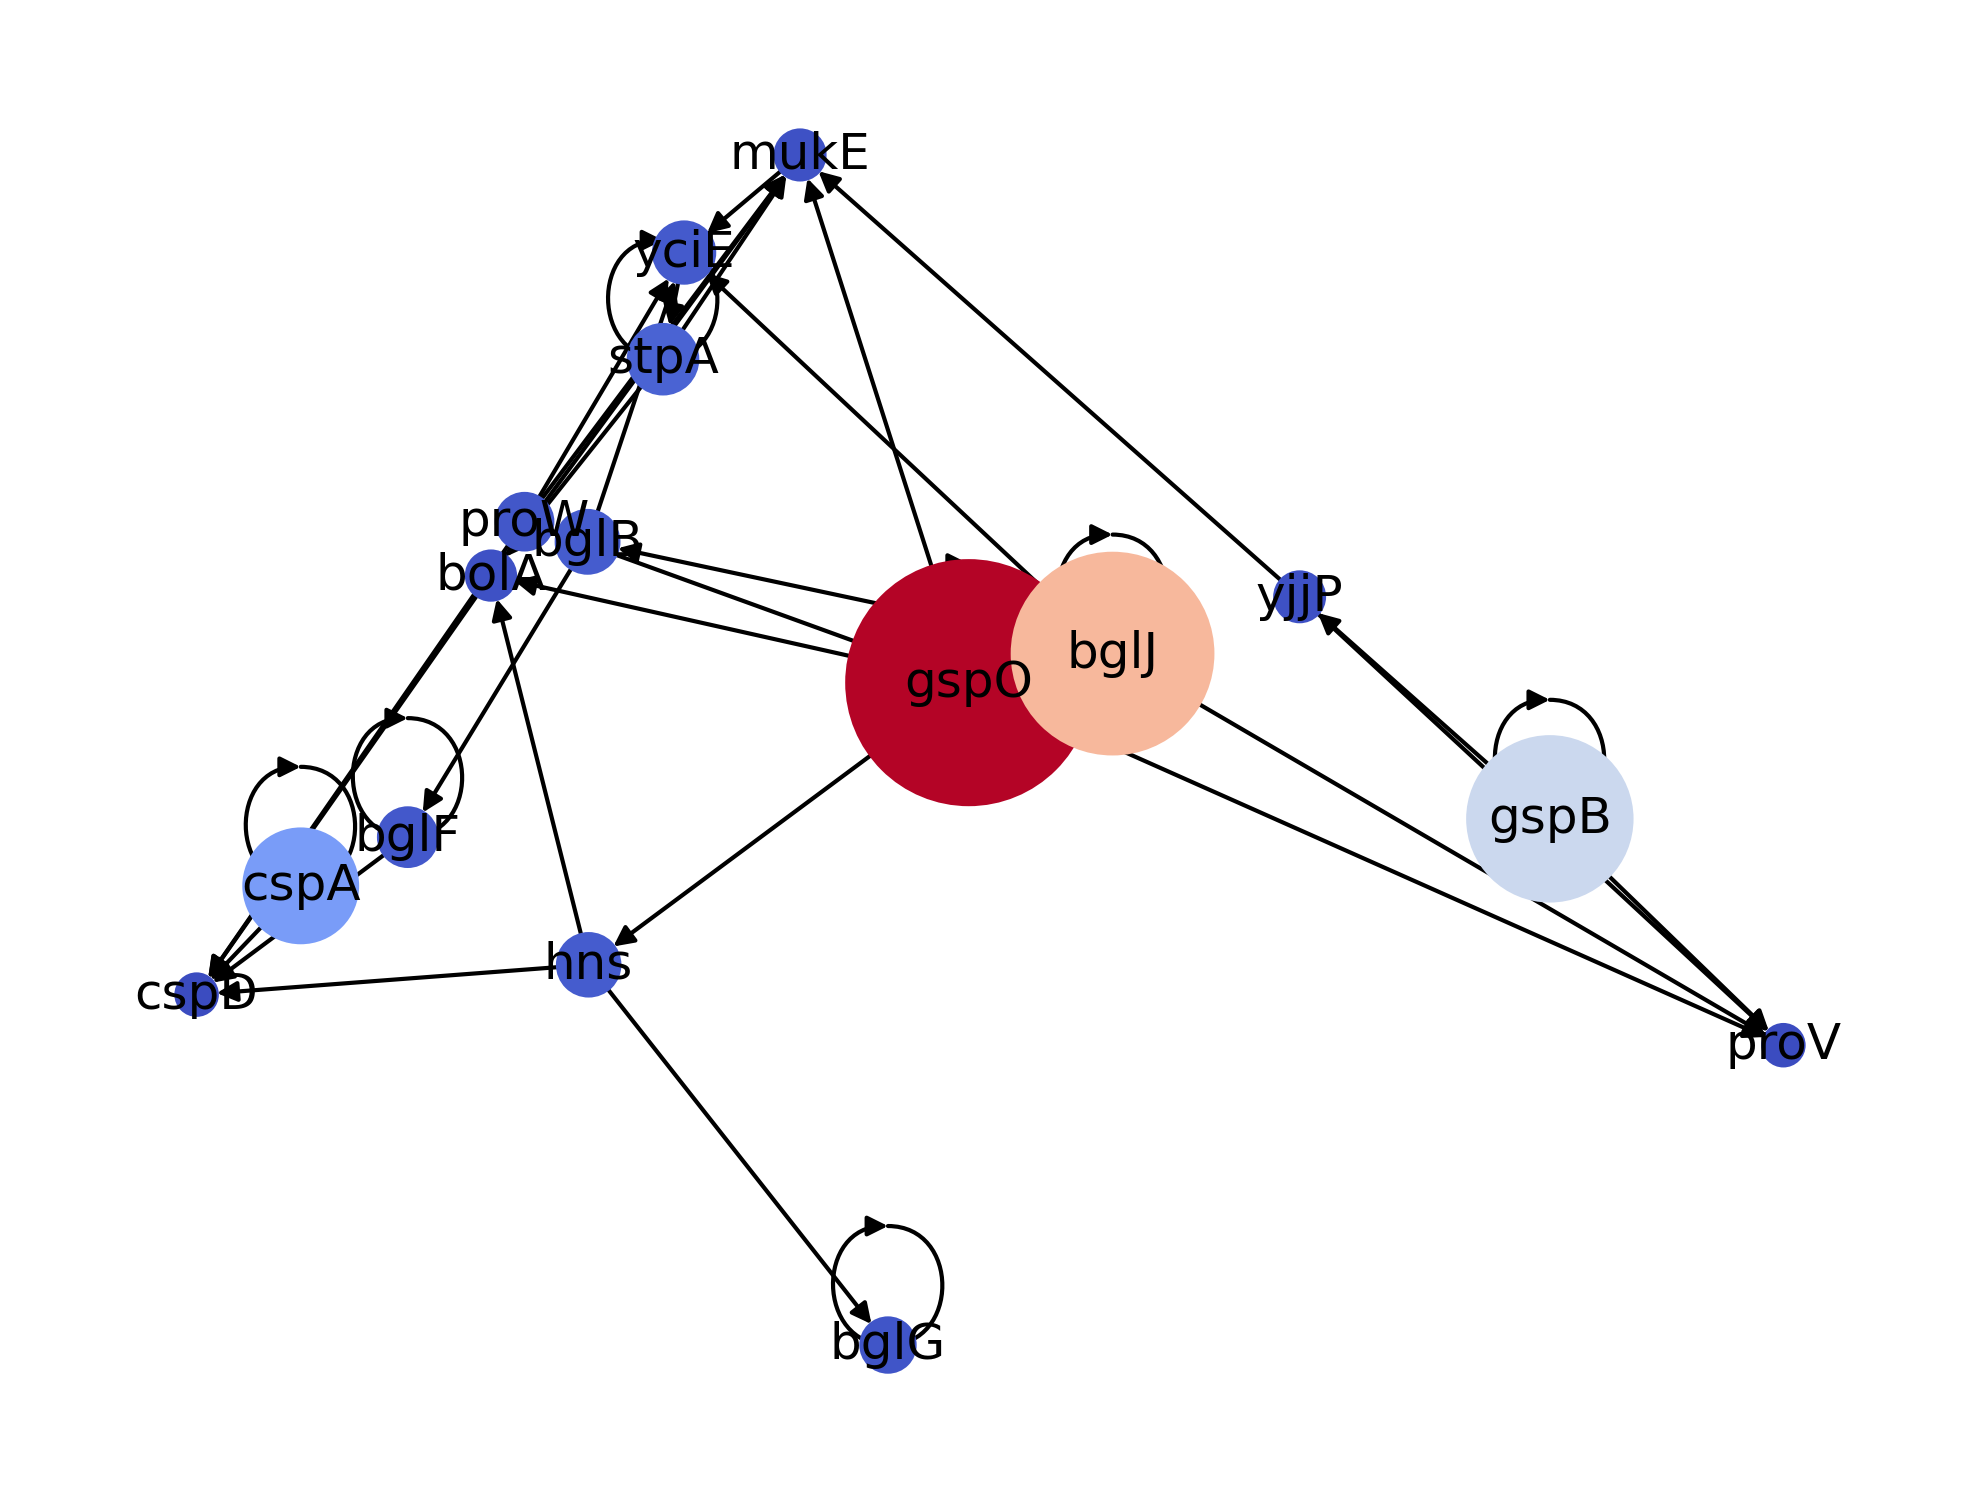 mukE
yciE
stpA
proW
bglB
bolA
yjjP
bglJ
gspO
gspB
bglF
cspA
hns
cspD
proV
bglG